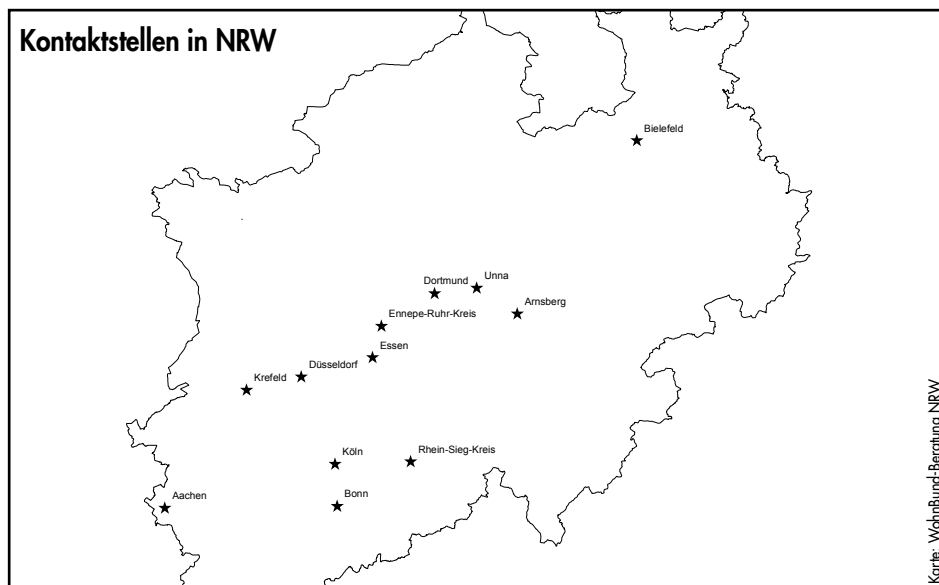 Kontaktstellen in NRW
Bielefeld
Unna
Dortmund
Arnsberg
Ennepe-Ruhr-Kreis
Essen
Düsseldorf
Krefeld
Köln
Rhein-Sieg-Kreis
Aachen
Bonn
Karte: WohnBund-Beratung NRW